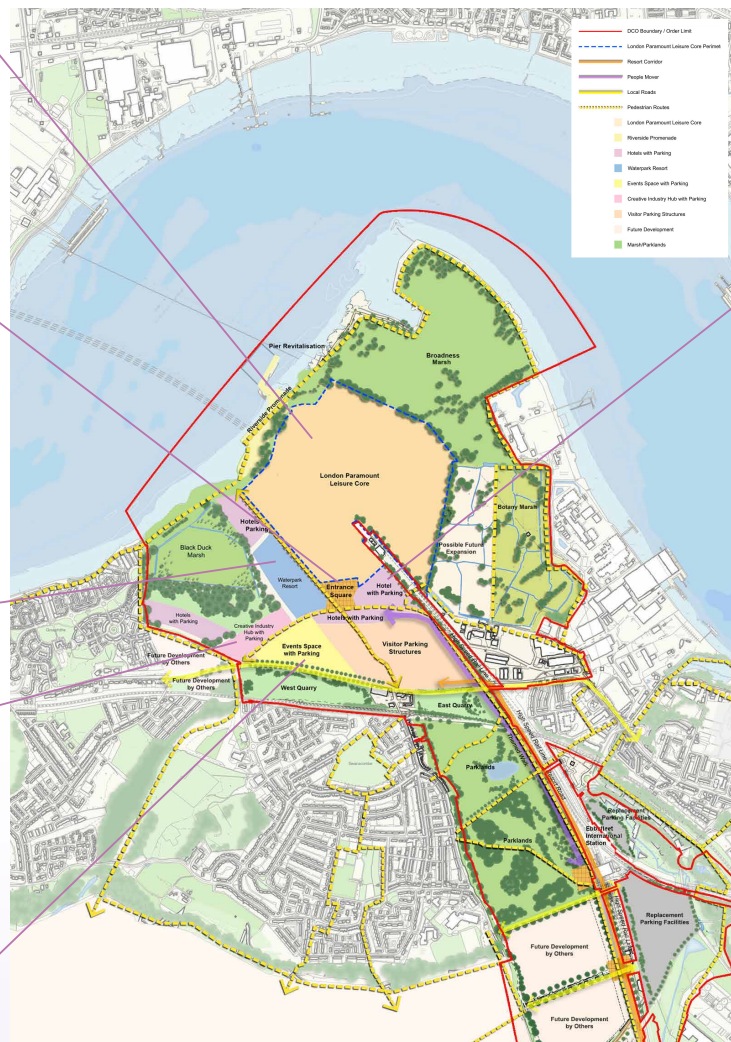 DCO Boundary / Order Limit
London Paramount Leisure Core Perimet
Resort Corridor
People Mover
Local Roads
Pedestrian Routes
London Paramount Leisure Core
Riverside Promenade
Hotels with Parking
Waterpark Resort
Events Space with Parking
Creative Industry Hub with Parking
Visitor Parking Structures
Future Development
Marsh/Parklands
Pier Revitalisation
Broadness
Marsh
Riverside Promenade
London Paramount
Leisure Core
Botany Marsh
Hotels
Parking
Black Duck
Marsh
Possible Future
Expansion
Waterpark
Resort
Entrance
Square
Hotel
with Parking
Hotels
with Parking
Hotels with Parking
Creative Industry
Hub with
Parking
Visitor Parking
Structures
Events Space
with Parking
Future Development
by Others
Future Development
by Others
West Quarry
East Quarry
High Speed Rail Line
Parklands
Replacement
Parking Facilities
Ebbsfleet
International
Station
Parklands
Replacement
Parking Facilities
Future Development
by Others
Future Development
by Others